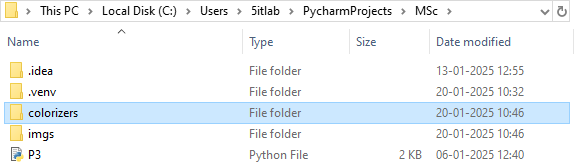 This PC > Local Disk (C:) > Users > 5itlab > PycharmProjects > MSc >
Name Type Size Date modified
.idea File folder 13-01-2025 12:55
.venv File folder 20-01-2025 10:32
colorizers File folder 20-01-2025 10:46
imgs File folder 20-01-2025 10:46
P3 Python File 2 KB 06-01-2025 12:40